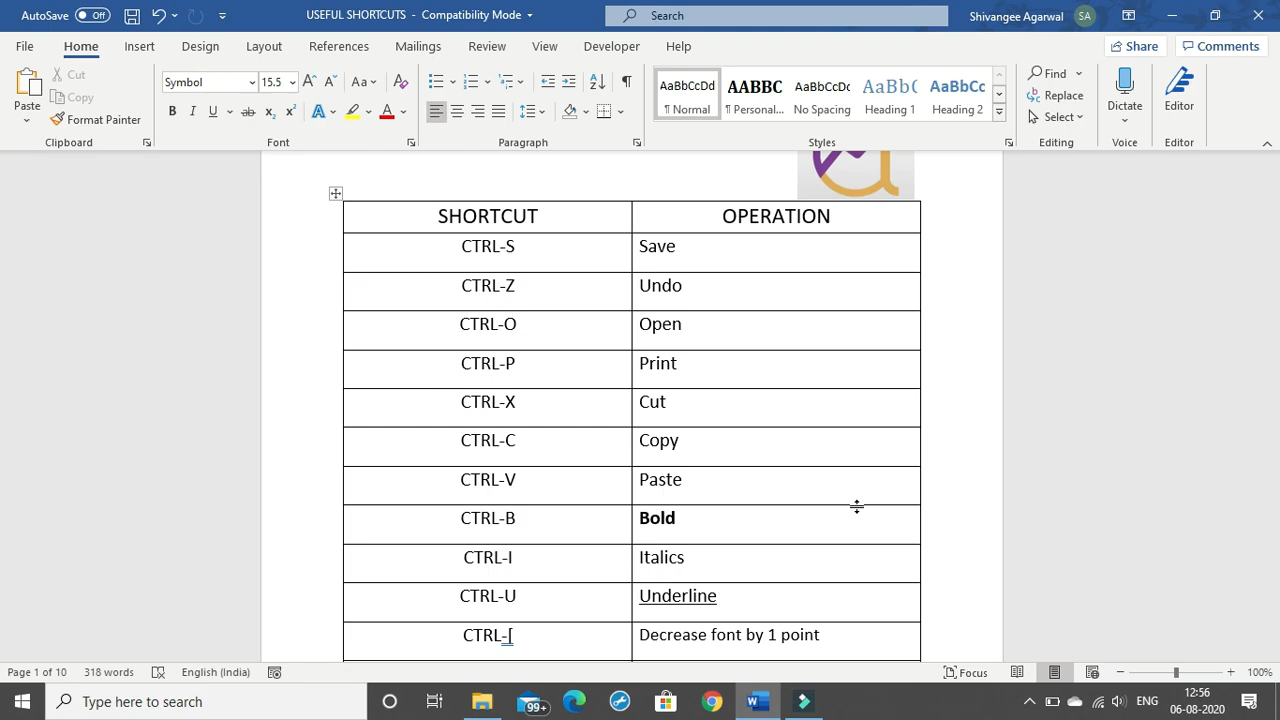 AutoSave Off USEFUL SHORTCUTS - Compatibility Mode Search Shivangee Agarwal SA
File Home Insert Design Layout References Mailings Review View Developer Help Share Comments
Paste Cut Copy Format Painter
Symbol 15.5 Aa
B I U ab x₂ x² A A
AaBbCcDd AABBC AaBbCcDc AaBbC AaBbCc
¶ Normal ¶ Personal... No Spacing Heading 1 Heading 2
Find Replace Select
Dictate Editor
Clipboard Font Paragraph Styles Editing Voice Editor
SHORTCUT OPERATION
CTRL-S Save
CTRL-Z Undo
CTRL-O Open
CTRL-P Print
CTRL-X Cut
CTRL-C Copy
CTRL-V Paste
CTRL-B Bold
CTRL-I Italics
CTRL-U Underline
CTRL-[ Decrease font by 1 point
Page 1 of 10 318 words English (India) Focus 100%
Type here to search 99+ ENG 12:56
06-08-2020